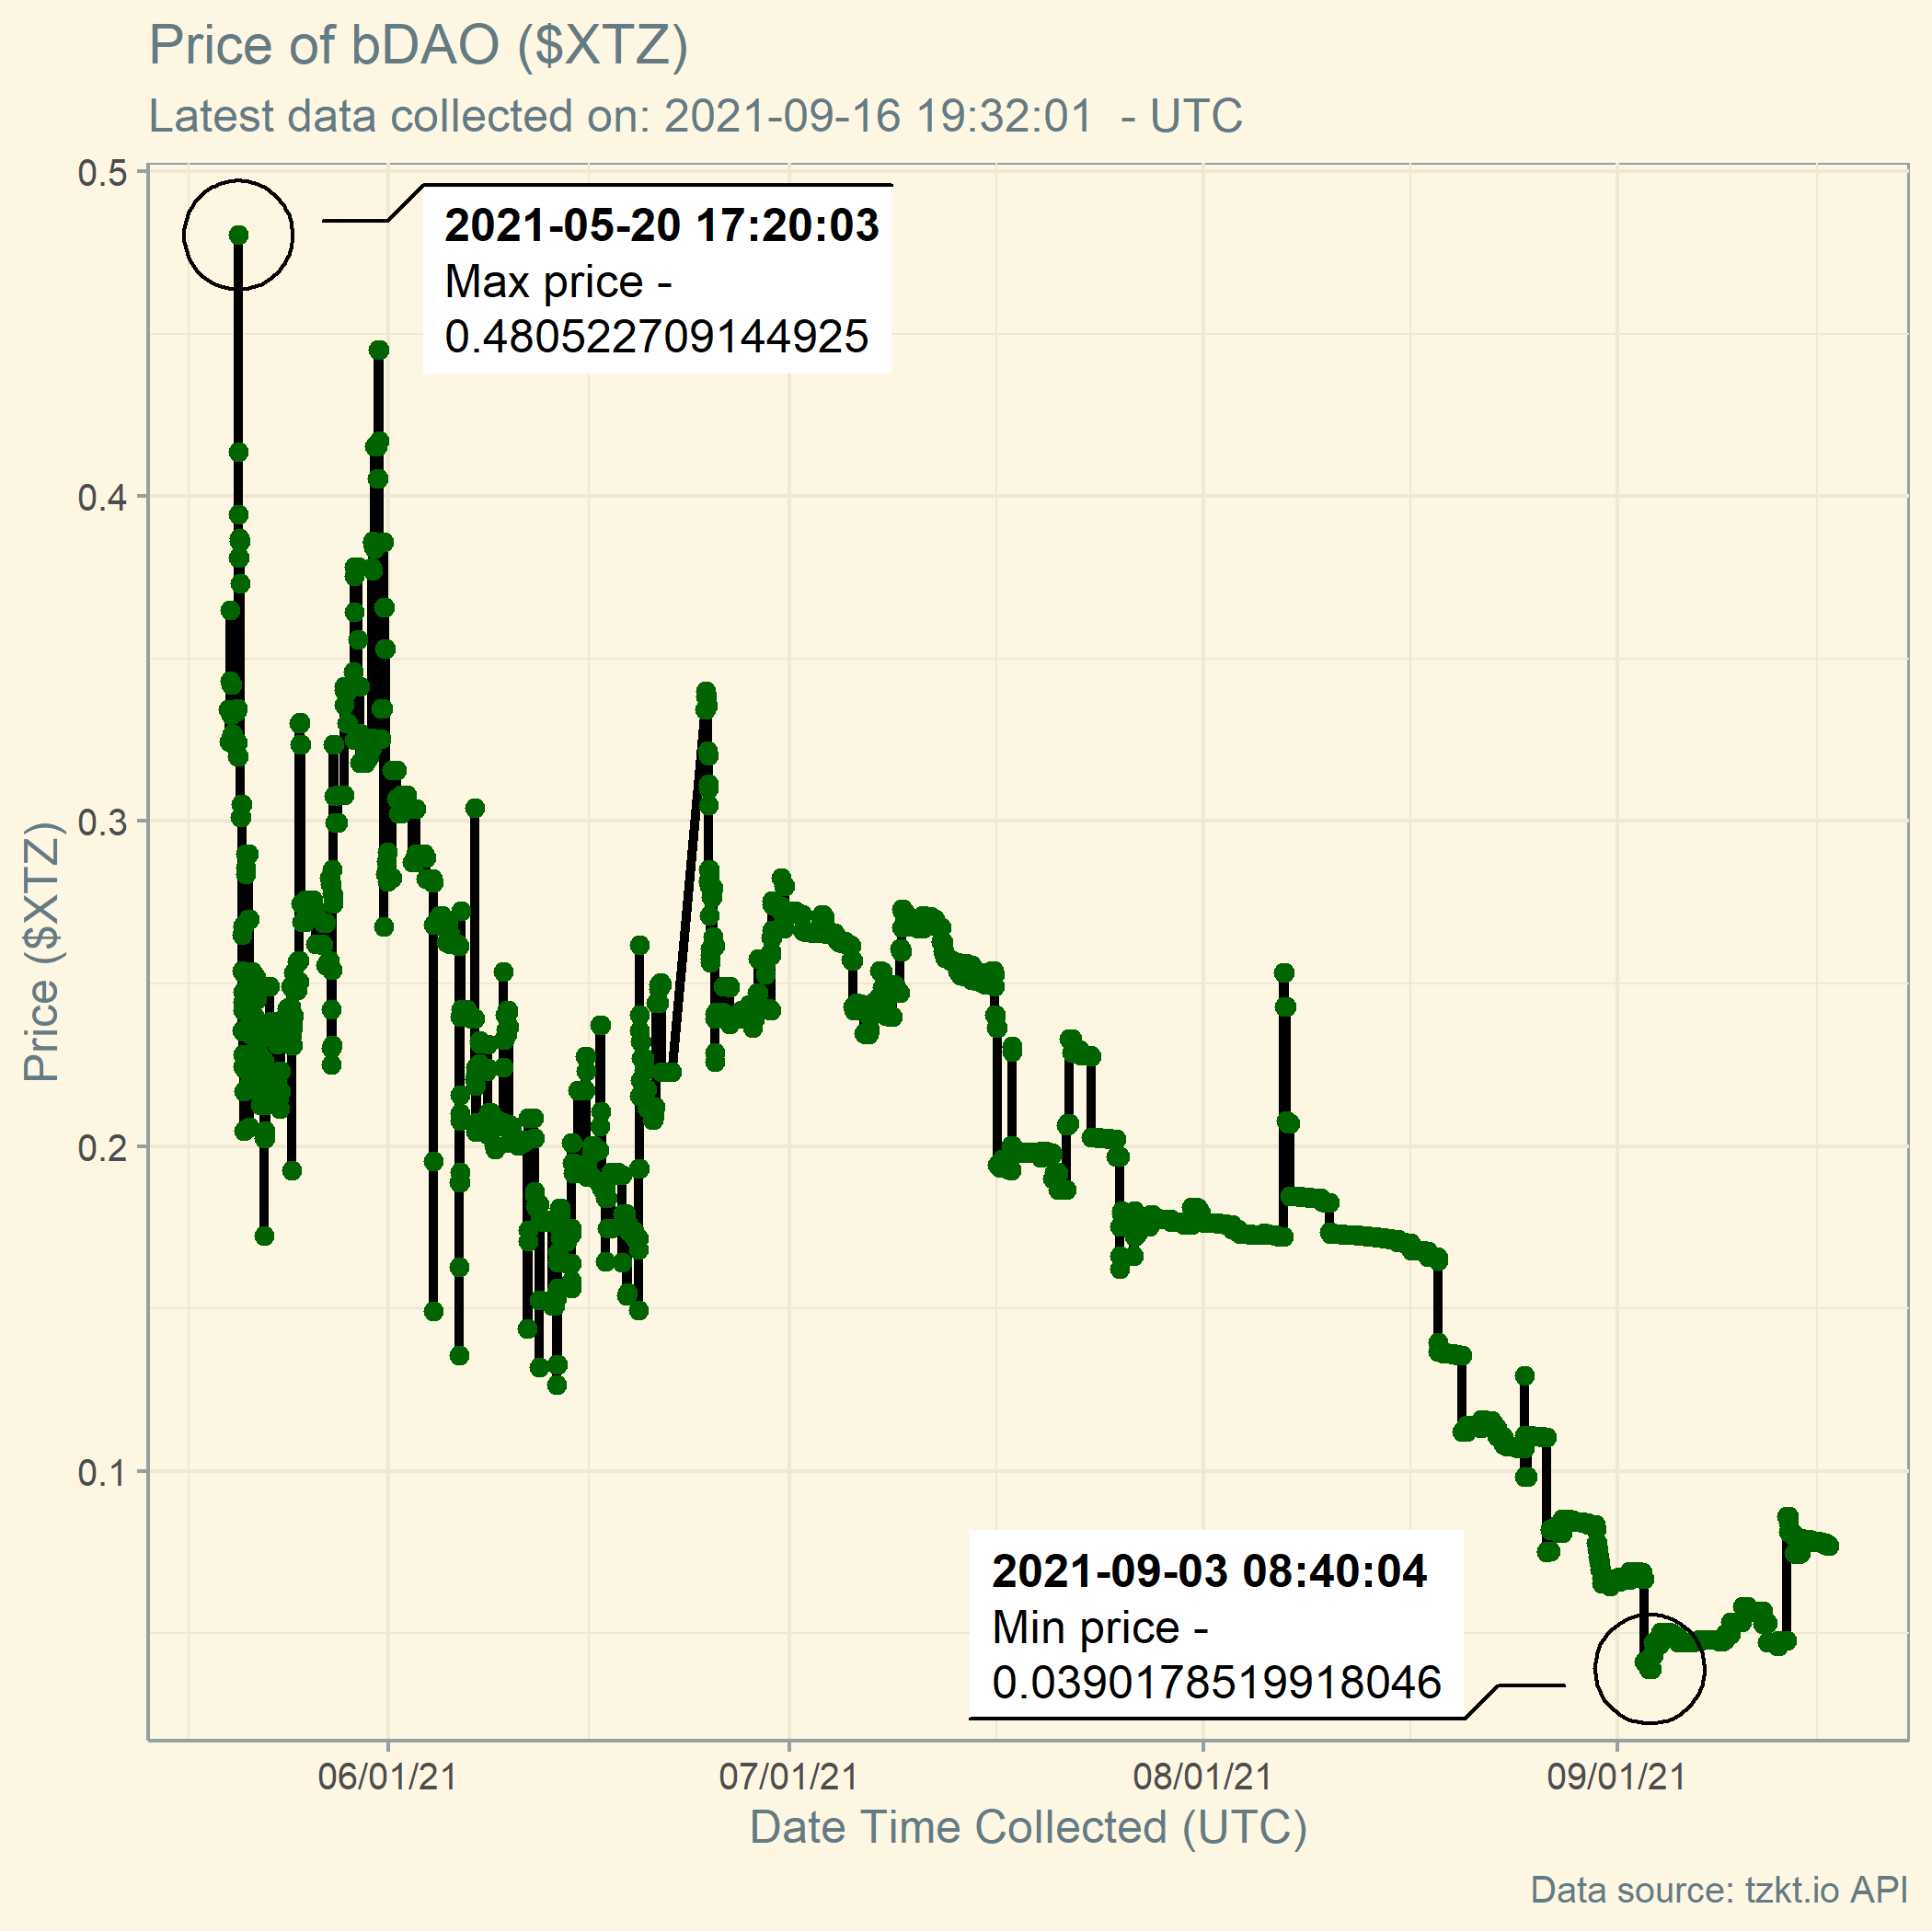 Price of bDAO ($XTZ)
Latest data collected on: 2021-09-16 19:32:01  - UTC
0.5
0.4
0.3
0.2
0.1
Price ($XTZ)
2021-05-20 17:20:03
Max price -
0.480522709144925
2021-09-03 08:40:04
Min price -
0.0390178519918046
06/01/21
07/01/21
08/01/21
09/01/21
Date Time Collected (UTC)
Data source: tzkt.io API